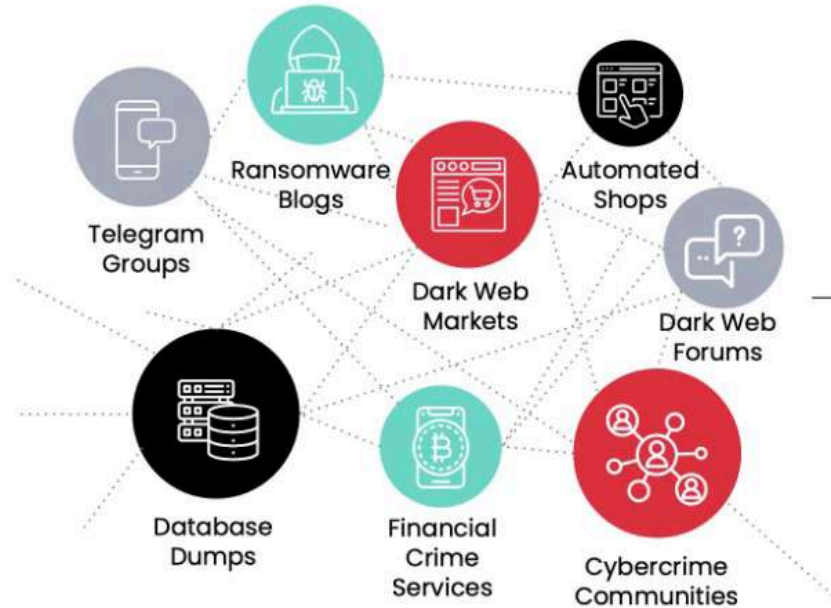 Ransomware
Blogs
Automated
Shops
Telegram
Groups
Dark Web
Markets
Dark Web
Forums
Database
Dumps
Financial
Crime
Services
Cybercrime
Communities